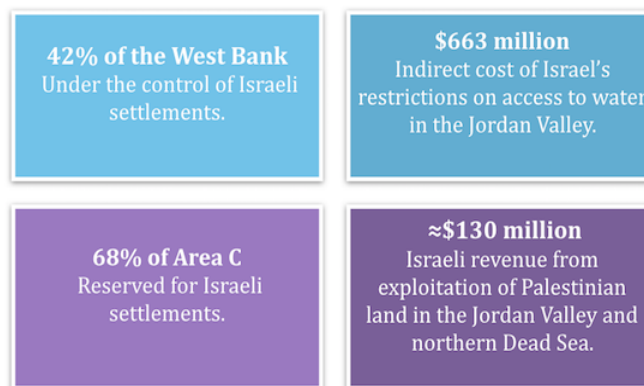 42% of the West Bank
Under the control of Israeli
settlements.
$663 million
Indirect cost of Israel's
restrictions on access to water
in the Jordan Valley.
68% of Area C
Reserved for Israeli
settlements.
≈$130 million
Israeli revenue from
exploitation of Palestinian
land in the Jordan Valley and
northern Dead Sea.